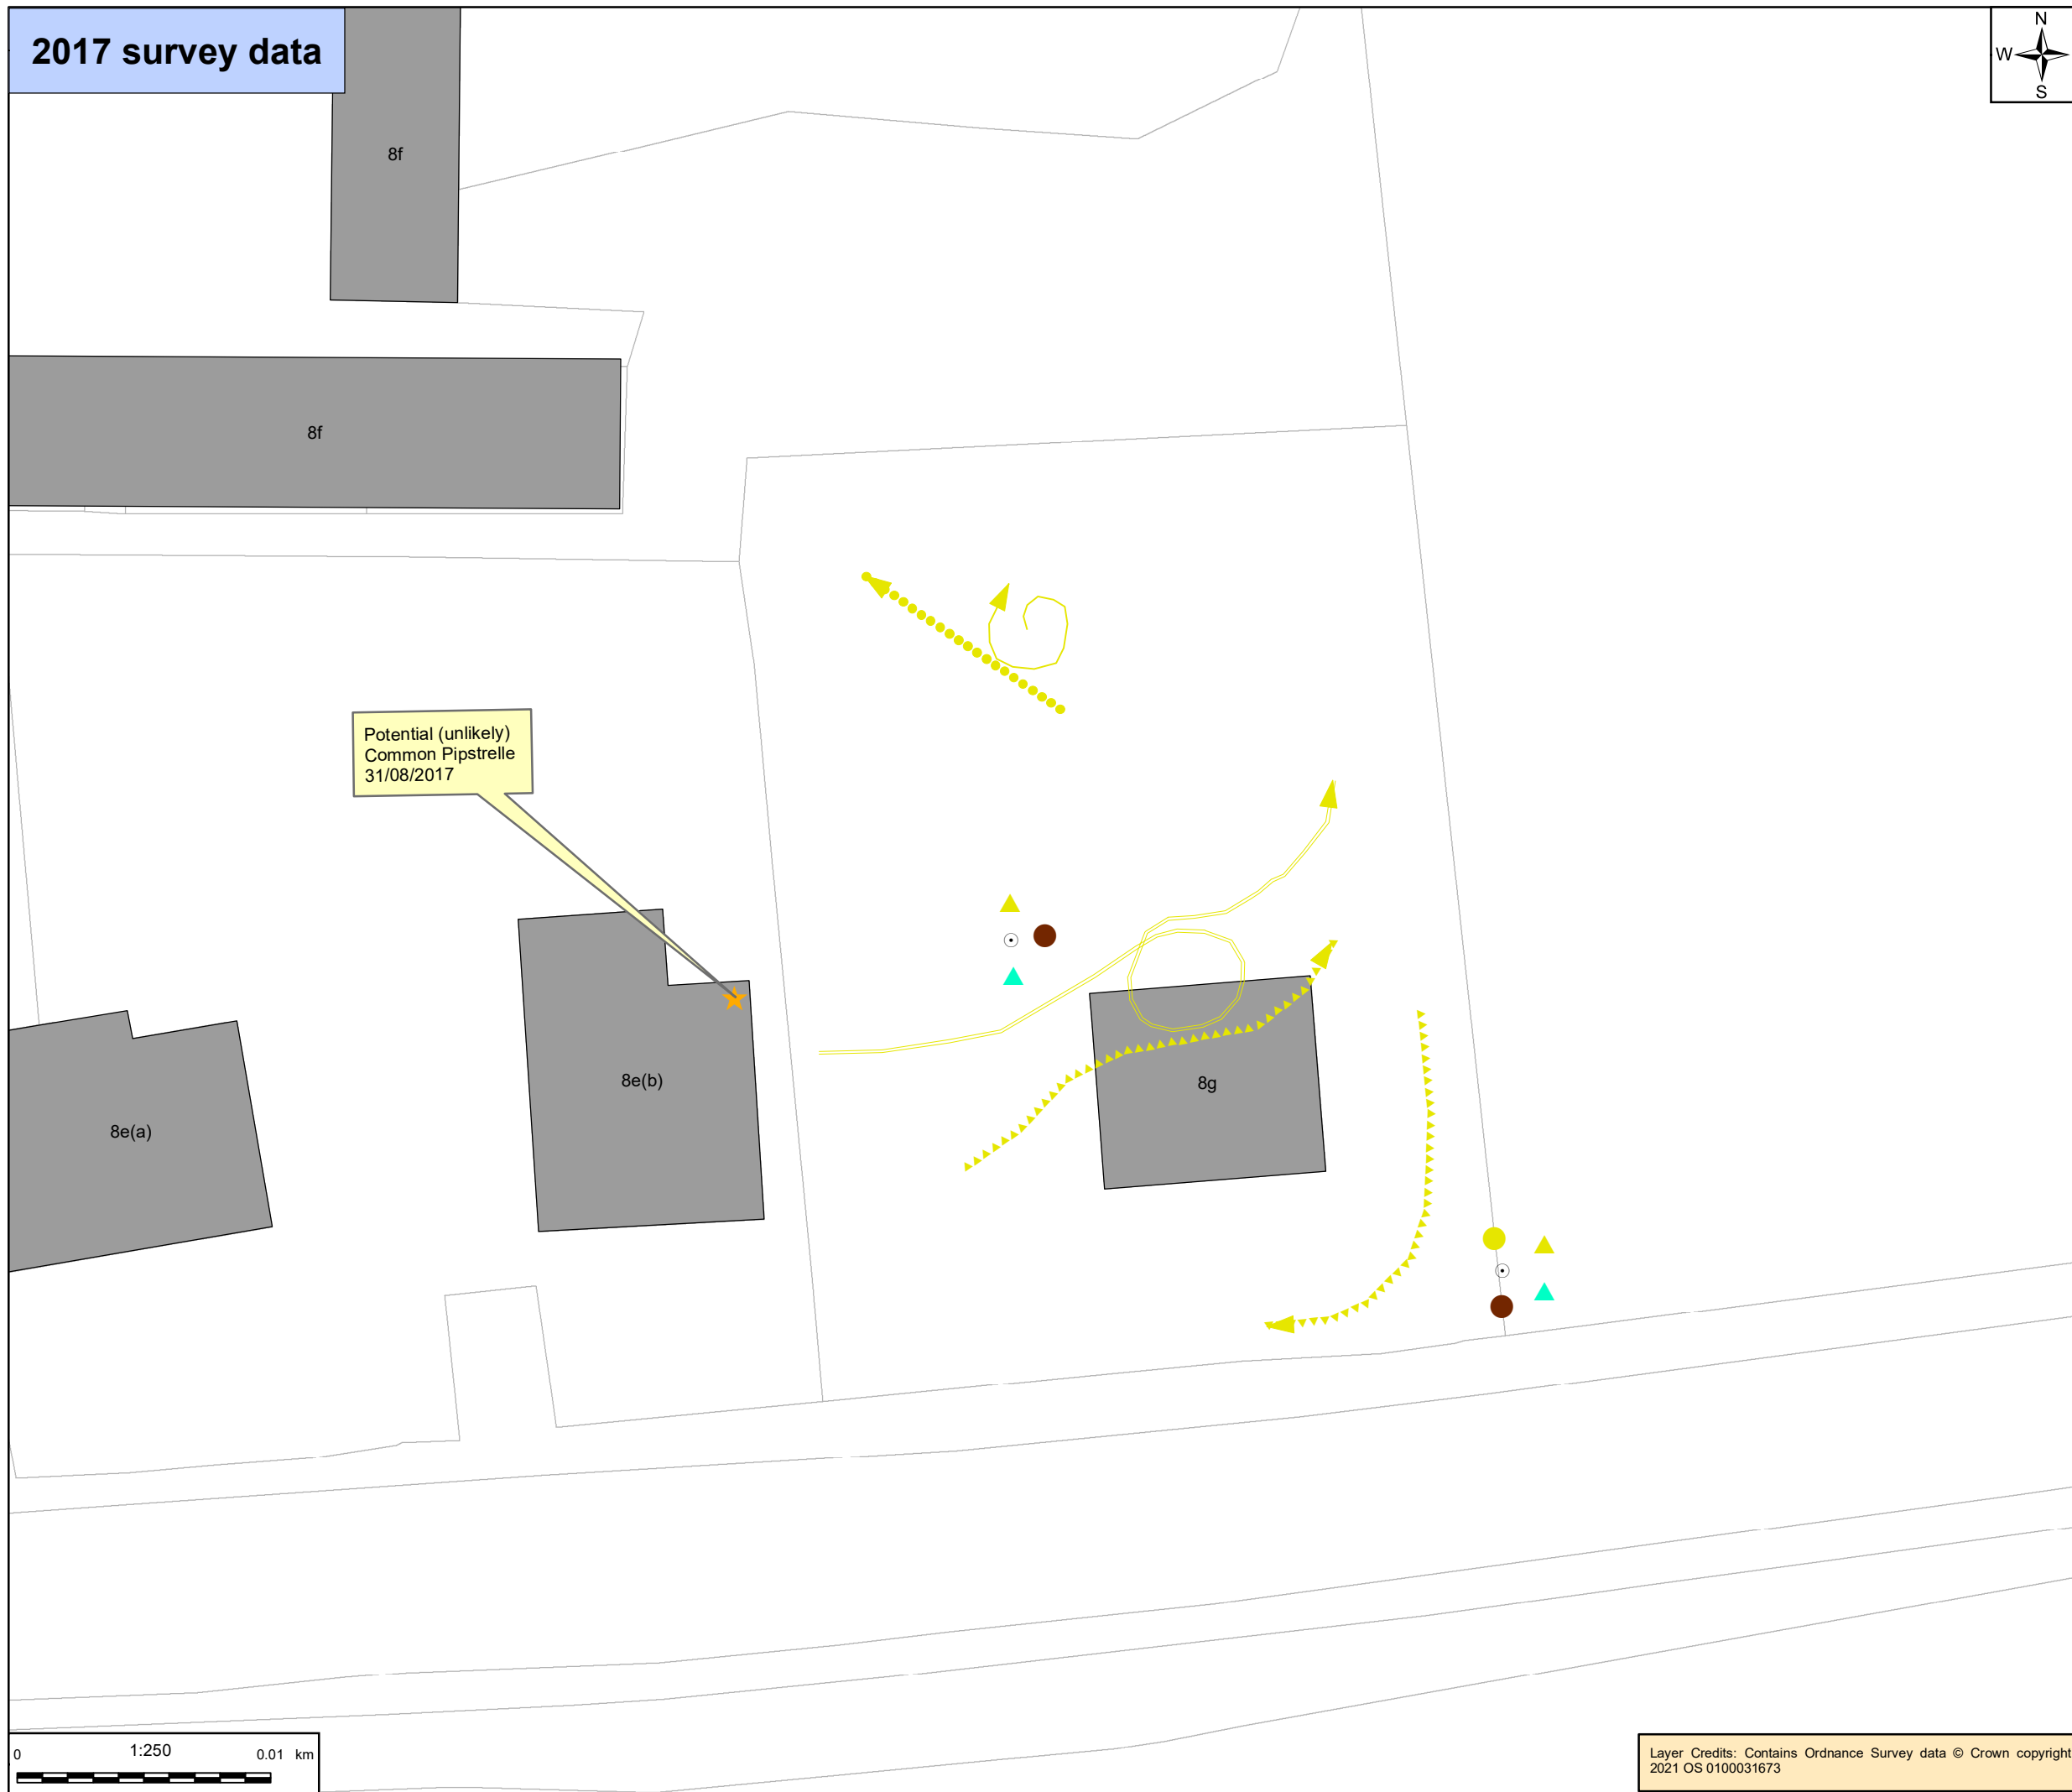 2017 survey data
N
W
S
8f
8f
Potential (unlikely)
Common Pipstrelle
31/08/2017
8e(b)
8g
8e(a)
0 1:250 0.01 km
Layer Credits: Contains Ordnance Survey data © Crown copyright
2021 OS 0100031673